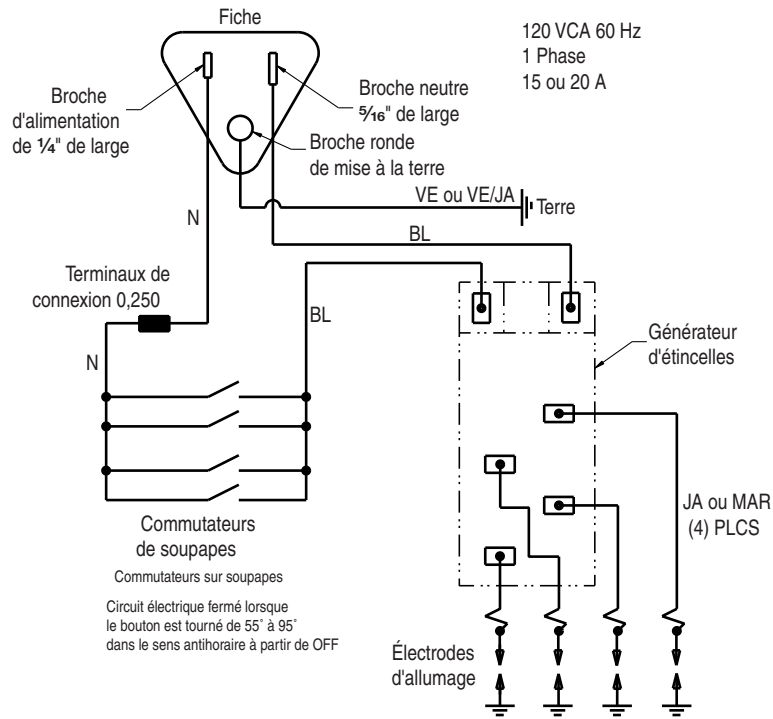 Fiche
120 VCA 60 Hz
1 Phase
15 ou 20 A
Broche
d'alimentation
de ¼" de large
Broche neutre
5⁄16" de large
Broche ronde
de mise à la terre
VE ou VE/JA
Terre
N
BL
Terminaux de
connexion 0,250
BL
N
Générateur
d'étincelles
JA ou MAR
(4) PLCS
Commutateurs
de soupapes
Commutateurs sur soupapes
Circuit électrique fermé lorsque
le bouton est tourné de 55˚ à 95˚
dans le sens antihoraire à partir de OFF
Électrodes
d'allumage